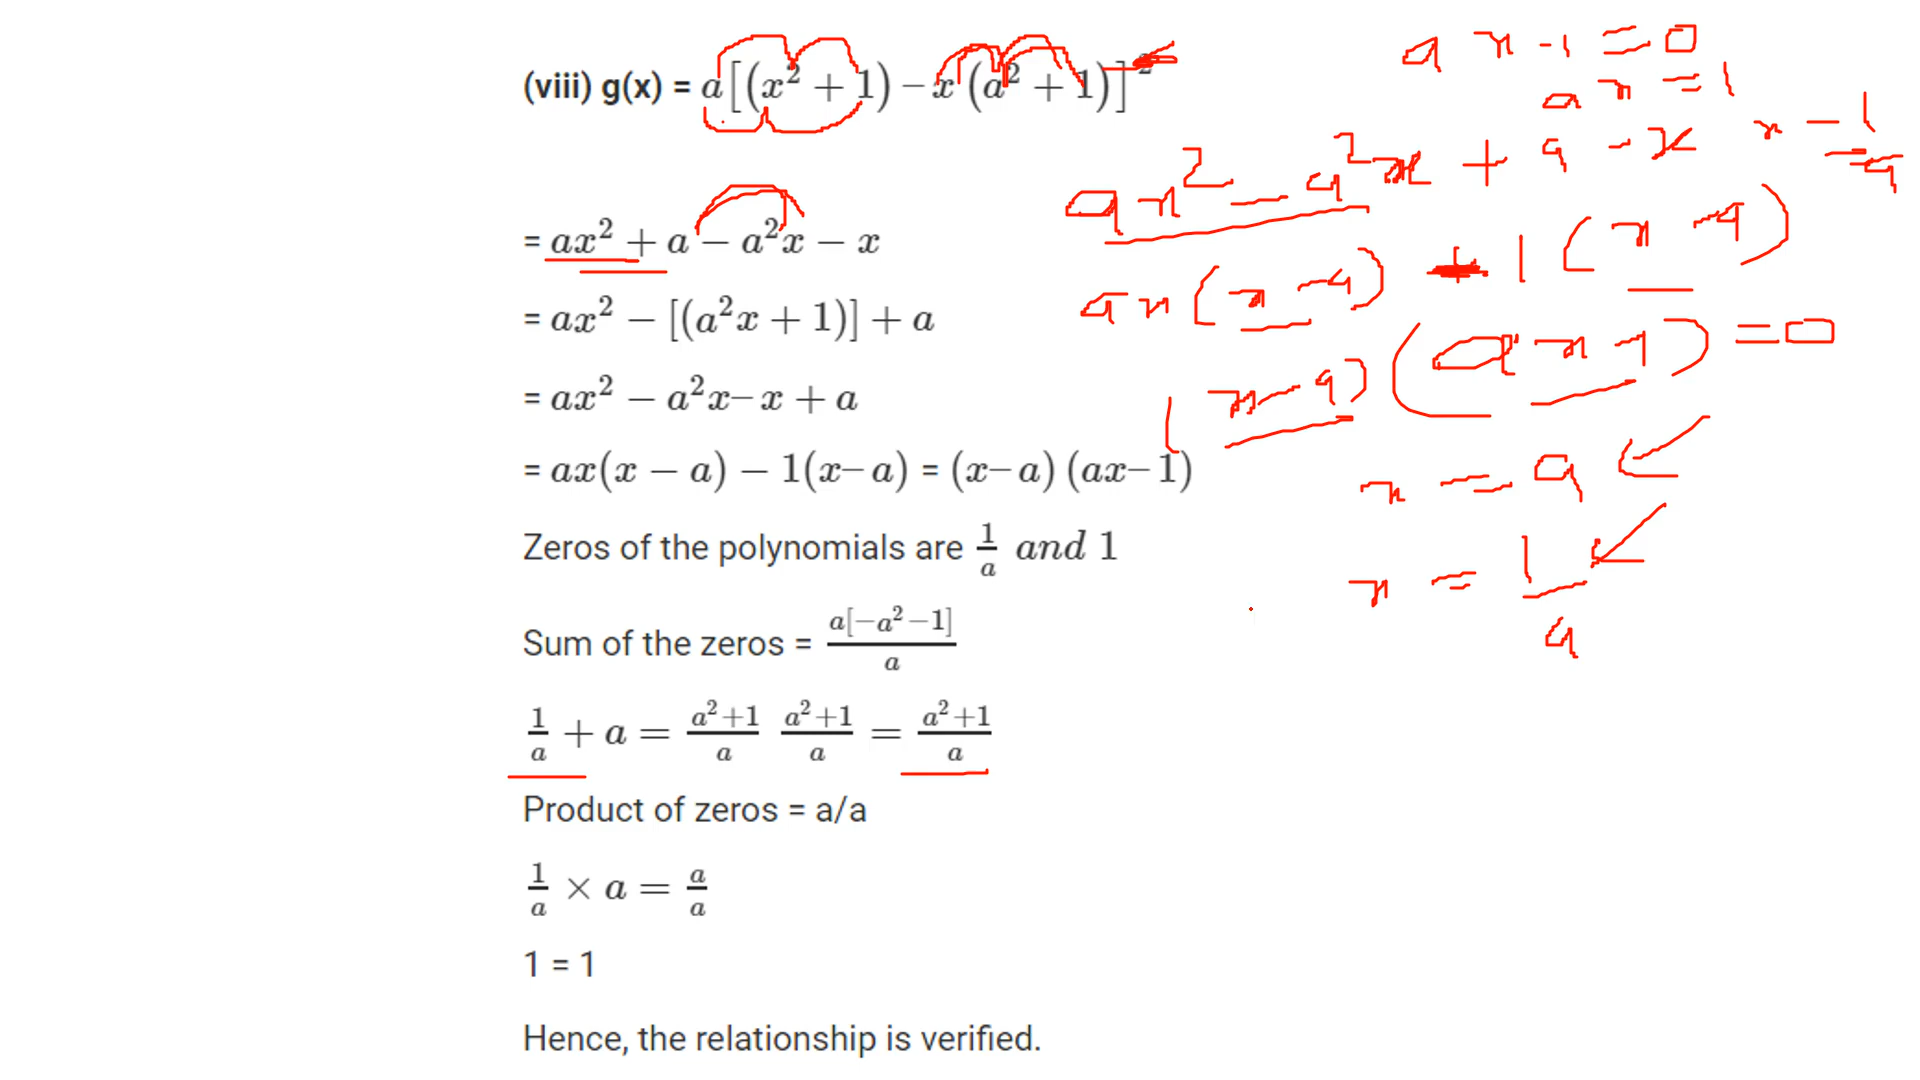 (viii) g(x) = a[(x² + 1) − x(a² + 1)]²
= ax² + a − a²x − x
= ax² − [(a²x + 1)] + a
= ax² − a²x− x + a
= ax(x − a) − 1(x− a) = (x− a) (ax− 1)
Zeros of the polynomials are 1/a and 1
Sum of the zeros = a[−a² −1]/a
1/a + a = a²+1/a a²+1/a = a²+1/a
Product of zeros = a/a
1/a × a = a/a
1 = 1
Hence, the relationship is verified.
a x - 1 = 0
a x = 1
x = 1/a
ax² - a²x + a - x
ax(x - a) - 1(x - a)
(x - a)(ax - 1) = 0
x = a
x = 1/a